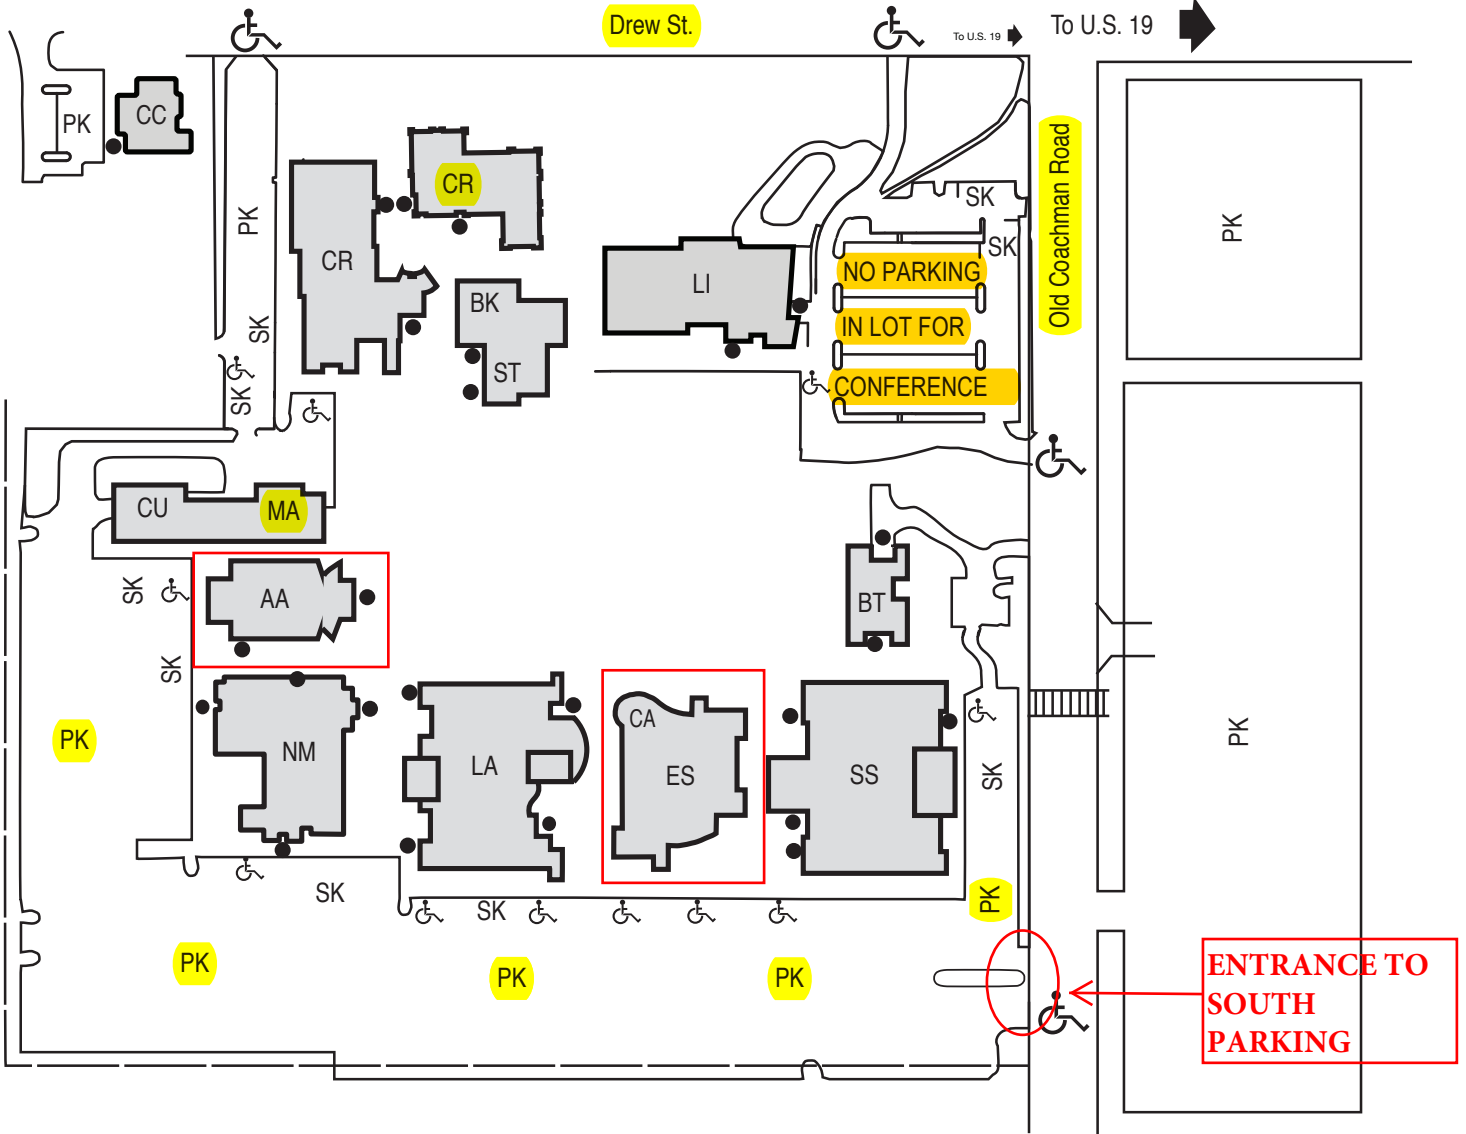 Drew St.
To U.S. 19
To U.S. 19
CC
PK
CR
PK
SK
PK
CR
SK
LI
NO PARKING
Old Coachman Road
BK
SK
IN LOT FOR
ST
SK
CONFERENCE
CU
MA
SK
AA
BT
SK
PK
CA
PK
NM
LA
ES
SS
SK
SK
SK
PK
PK
PK
PK
ENTRANCE TO
SOUTH
PARKING